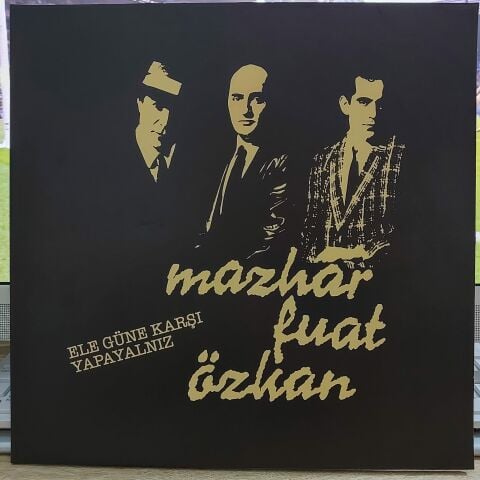 mazhar
fuat
özkan
ELE GÜNE KARŞI
YAPAYALNIZ